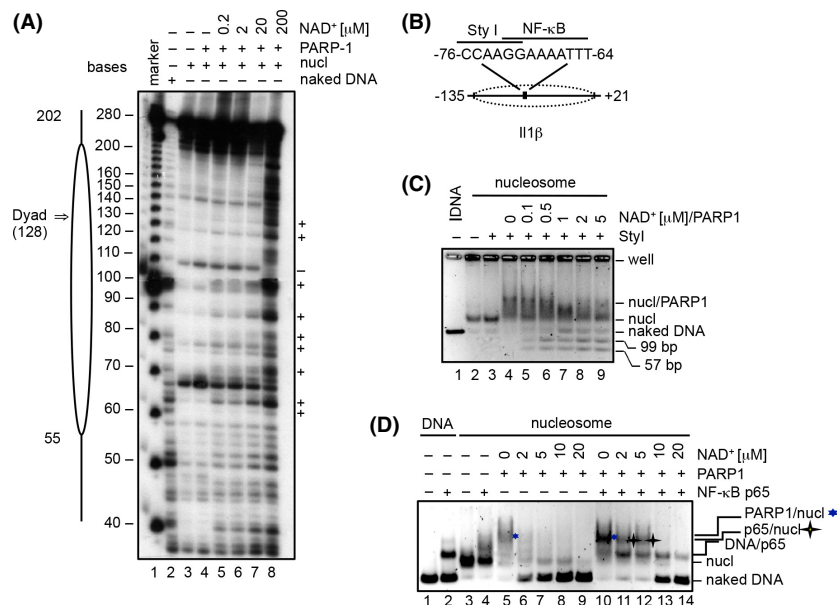 (A)
– – – 0.2 2 20 200 NAD⁺ [μM]
– – + + + + + PARP-1
– + + + + + + nucl
+ – – – – – – naked DNA
bases
marker
202
280 –
200 –
160 –
150 –
140 –
130 –
120 –
110 –
100 –
90 –
80 –
70 –
60 –
50 –
40 –
Dyad ⇒
(128)
55
+
+
–
+
+
+
+
+
+
+
1 2 3 4 5 6 7 8
(B)
Sty I NF-κB
-76-CCAAGGAAAATTT-64
-135 +21
Il1β
(C)
nucleosome
IDNA
0 0.1 0.5 1 2 5 NAD⁺ [μM]/PARP1
– – + + + + + + + StyI
well
nucl/PARP1
nucl
naked DNA
99 bp
57 bp
1 2 3 4 5 6 7 8 9
(D)
DNA nucleosome
– – – – 0 2 5 10 20 0 2 5 10 20 NAD⁺ [μM]
– – – – + + + + + + + + + + PARP1
– + – + – – – – – + + + + + NF-κB p65
PARP1/nucl
p65/nucl
DNA/p65
nucl
naked DNA
1 2 3 4 5 6 7 8 9 10 11 12 13 14